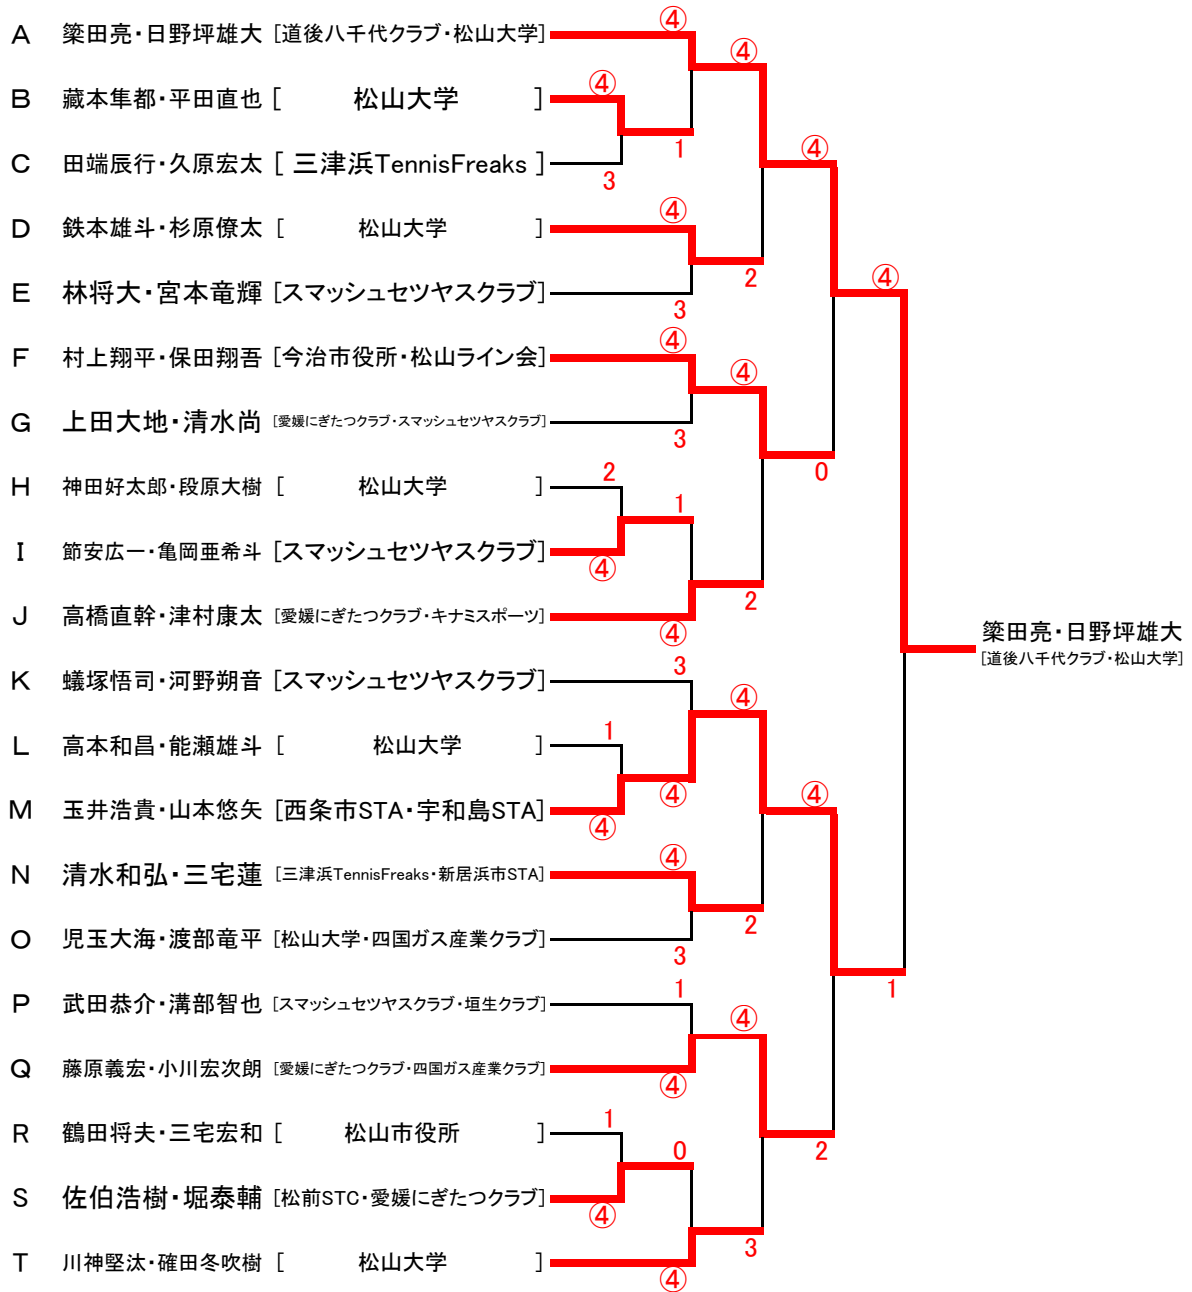 ④
A 簗田亮・日野坪雄大 [道後八千代クラブ・松山大学]
④
④
B 藏本隼都・平田直也 [ 松山大学 ]
1
④
C 田端辰行・久原宏太 [ 三津浜TennisFreaks ]
3
④
D 鉄本雄斗・杉原僚太 [ 松山大学 ]
2
④
E 林将大・宮本竜輝 [スマッシュセツヤスクラブ]
3
④
F 村上翔平・保田翔吾 [今治市役所・松山ライン会]
④
G 上田大地・清水尚 [愛媛にぎたつクラブ・スマッシュセツヤスクラブ]
3
2
0
H 神田好太郎・段原大樹 [ 松山大学 ]
1
I 節安広一・亀岡亜希斗 [スマッシュセツヤスクラブ]
④
2
J 高橋直幹・津村康太 [愛媛にぎたつクラブ・キナミスポーツ]
④
簗田亮・日野坪雄大
[道後八千代クラブ・松山大学]
3
K 蟻塚悟司・河野朔音 [スマッシュセツヤスクラブ]
④
1
L 高本和昌・能瀬雄斗 [ 松山大学 ]
④
④
M 玉井浩貴・山本悠矢 [西条市STA・宇和島STA]
④
④
N 清水和弘・三宅蓮 [三津浜TennisFreaks・新居浜市STA]
2
O 児玉大海・渡部竜平 [松山大学・四国ガス産業クラブ]
3
1
1
P 武田恭介・溝部智也 [スマッシュセツヤスクラブ・垣生クラブ]
④
Q 藤原義宏・小川宏次朗 [愛媛にぎたつクラブ・四国ガス産業クラブ]
④
1
R 鶴田将夫・三宅宏和 [ 松山市役所 ]
0
2
S 佐伯浩樹・堀泰輔 [松前STC・愛媛にぎたつクラブ]
④
3
T 川神堅汰・確田冬吹樹 [ 松山大学 ]
④